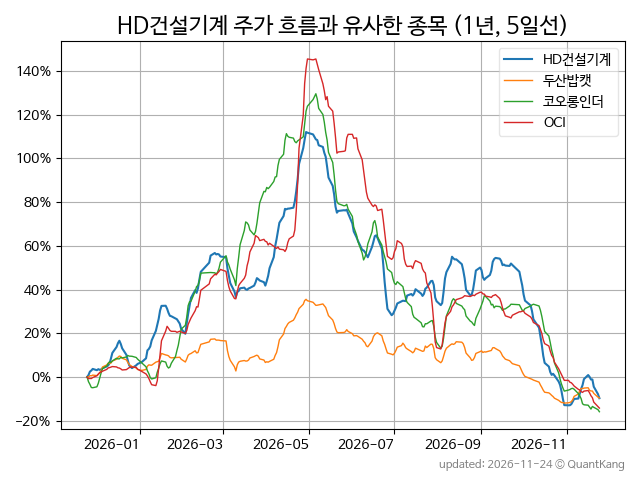 HD건설기계 주가 흐름과 유사한 종목 (1년, 5일선)
HD건설기계
두산밥캣
코오롱인더
OCI
140%
120%
100%
80%
60%
40%
20%
0%
−20%
2026-01
2026-03
2026-05
2026-07
2026-09
2026-11
updated: 2026-11-24 © QuantKang